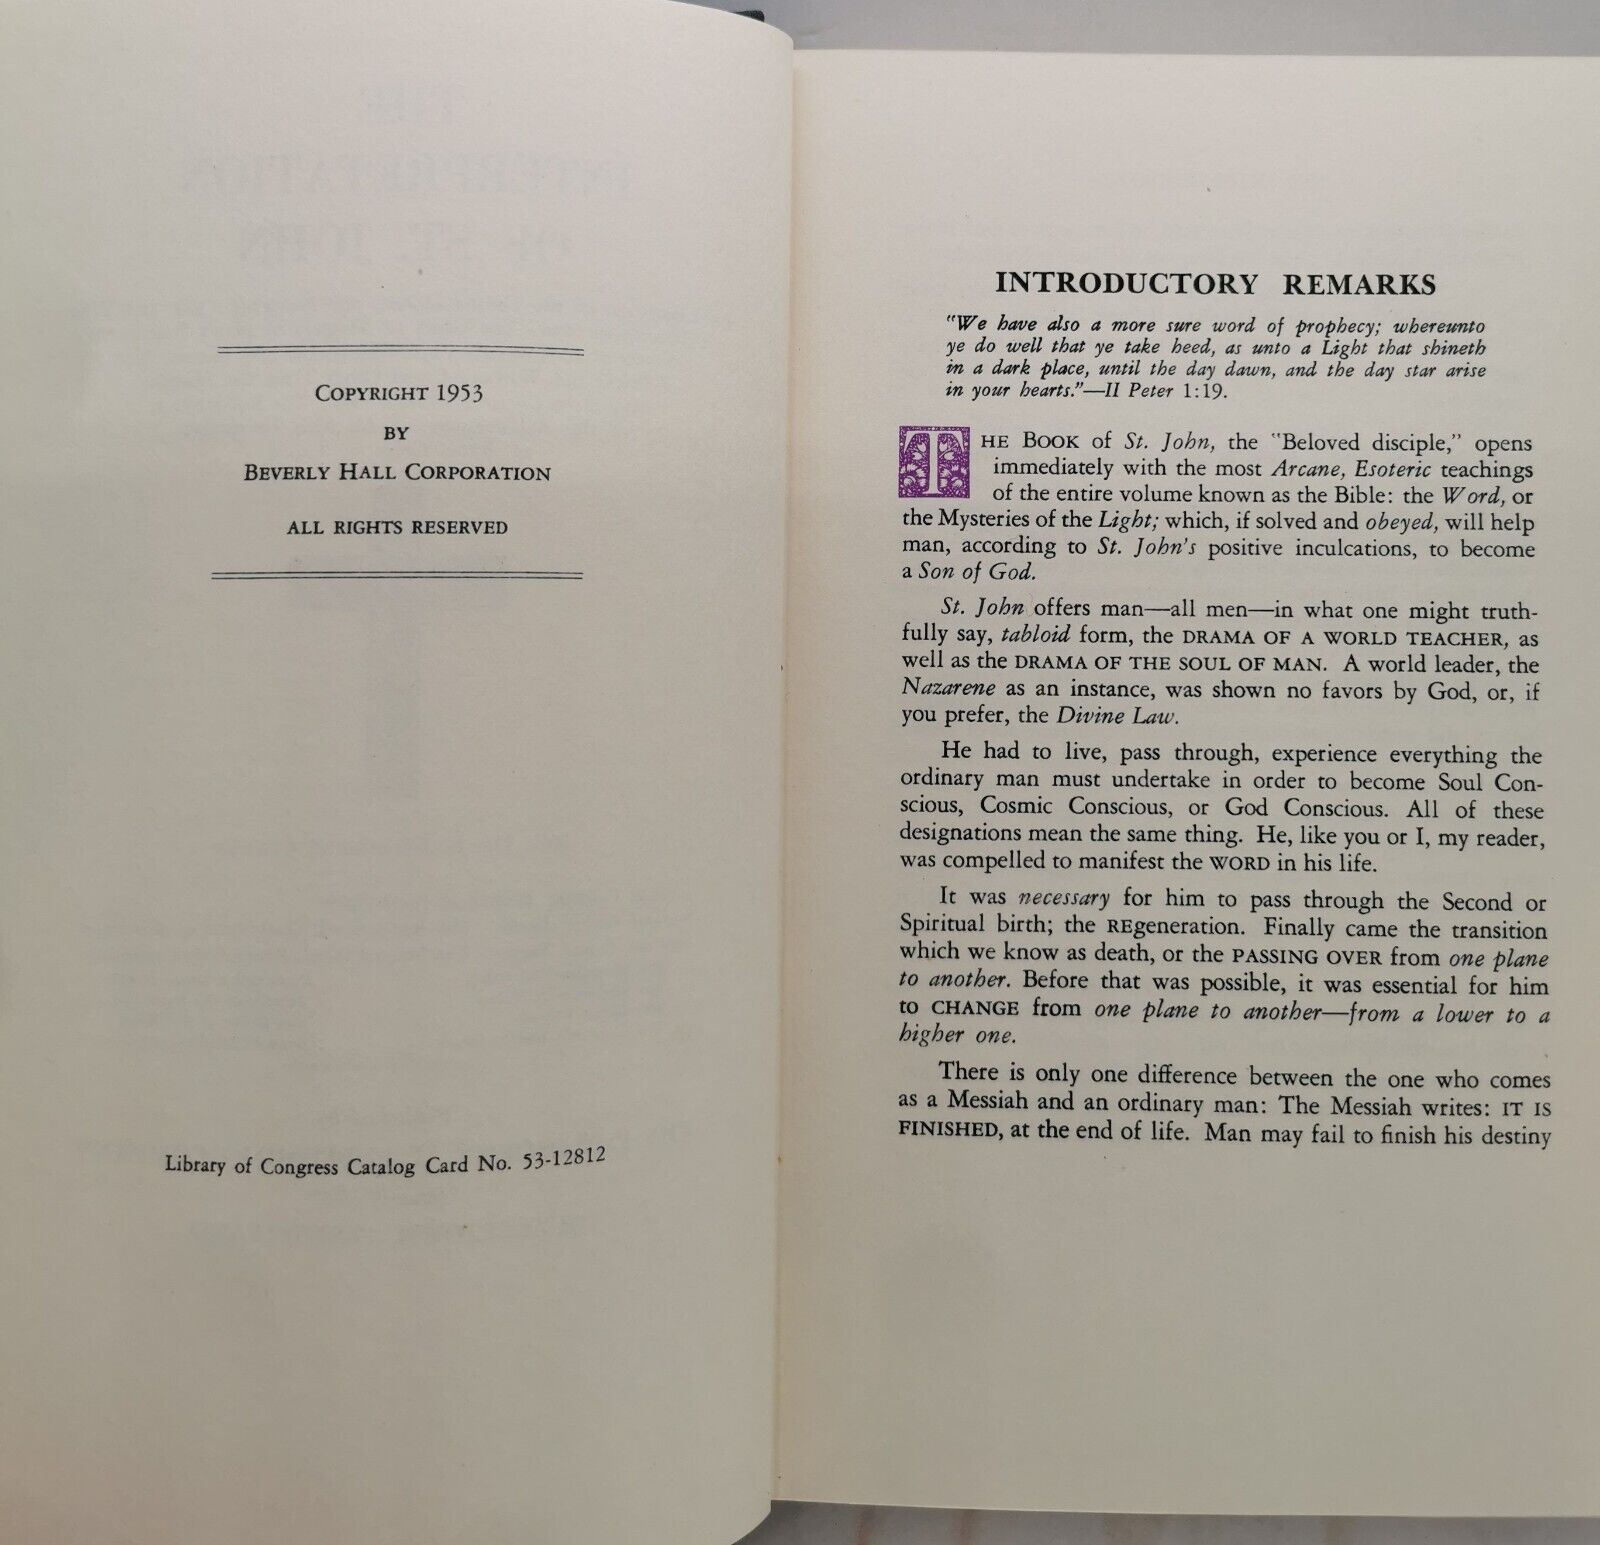 COPYRIGHT 1953
BY
BEVERLY HALL CORPORATION
ALL RIGHTS RESERVED
Library of Congress Catalog Card No. 53-12812
INTRODUCTORY REMARKS
"We have also a more sure word of prophecy; whereunto
ye do well that ye take heed, as unto a Light that shineth
in a dark place, until the day dawn, and the day star arise
in your hearts."—II Peter 1:19.
THE BOOK of St. John, the "Beloved disciple," opens
immediately with the most Arcane, Esoteric teachings
of the entire volume known as the Bible: the Word, or
the Mysteries of the Light; which, if solved and obeyed, will help
man, according to St. John's positive inculcations, to become
a Son of God.
St. John offers man—all men—in what one might truth-
fully say, tabloid form, the DRAMA OF A WORLD TEACHER, as
well as the DRAMA OF THE SOUL OF MAN. A world leader, the
Nazarene as an instance, was shown no favors by God, or, if
you prefer, the Divine Law.
He had to live, pass through, experience everything the
ordinary man must undertake in order to become Soul Con-
scious, Cosmic Conscious, or God Conscious. All of these
designations mean the same thing. He, like you or I, my reader,
was compelled to manifest the WORD in his life.
It was necessary for him to pass through the Second or
Spiritual birth; the REgeneration. Finally came the transition
which we know as death, or the PASSING OVER from one plane
to another. Before that was possible, it was essential for him
to CHANGE from one plane to another—from a lower to a
higher one.
There is only one difference between the one who comes
as a Messiah and an ordinary man: The Messiah writes: IT IS
FINISHED, at the end of life. Man may fail to finish his destiny